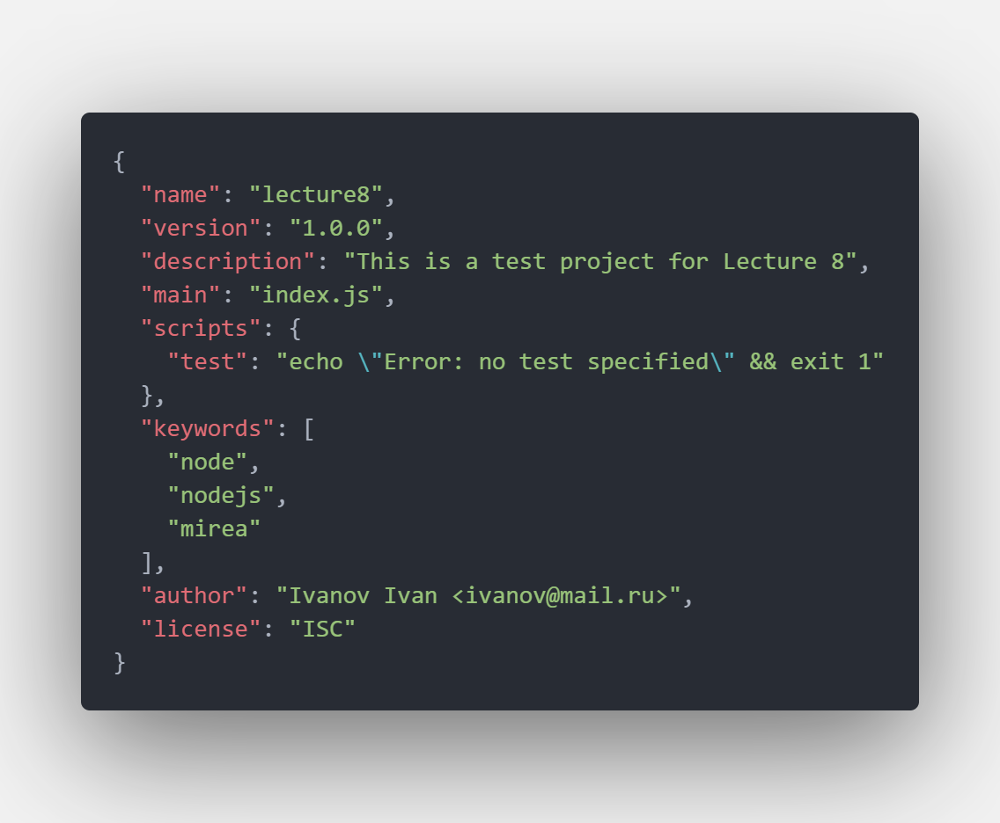 {
  "name": "lecture8",
  "version": "1.0.0",
  "description": "This is a test project for Lecture 8",
  "main": "index.js",
  "scripts": {
    "test": "echo \"Error: no test specified\" && exit 1"
  },
  "keywords": [
    "node",
    "nodejs",
    "mirea"
  ],
  "author": "Ivanov Ivan <ivanov@mail.ru>",
  "license": "ISC"
}